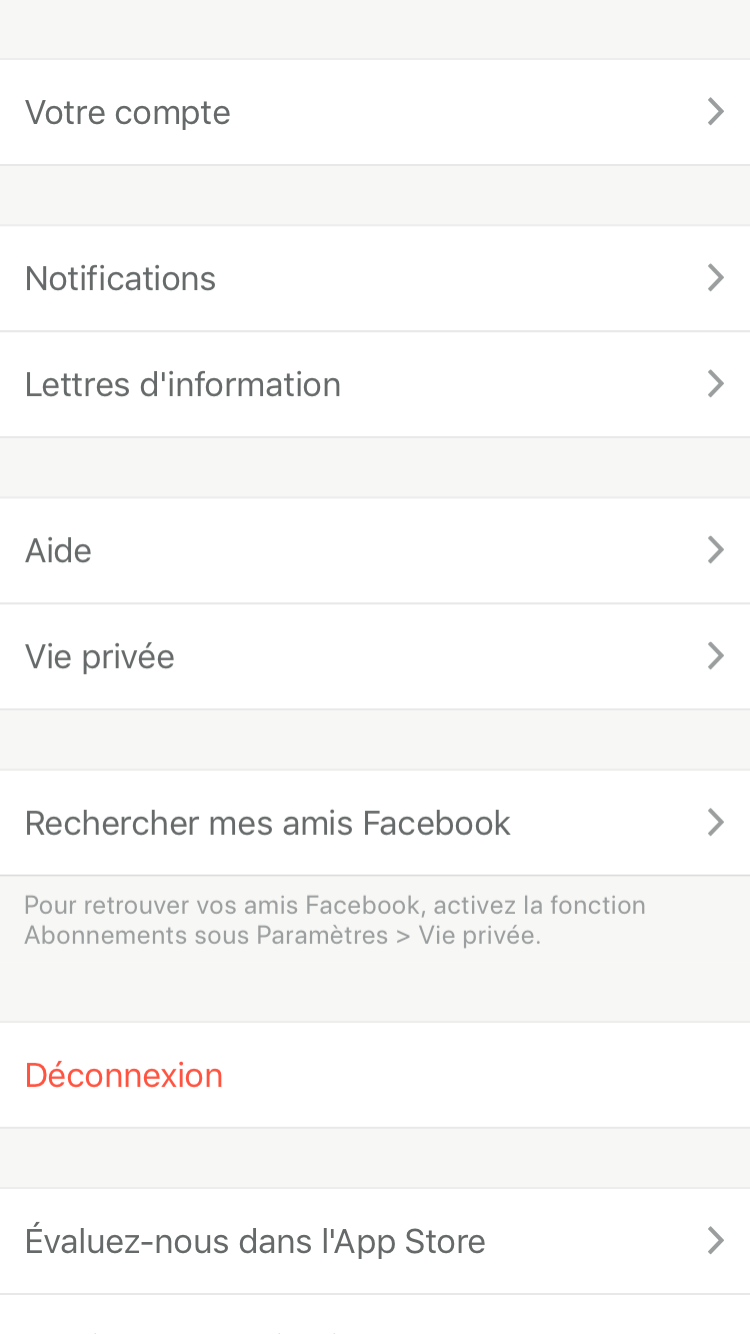 Votre compte
Notifications
Lettres d'information
Aide
Vie privée
Rechercher mes amis Facebook
Pour retrouver vos amis Facebook, activez la fonction
Abonnements sous Paramètres > Vie privée.
Déconnexion
Évaluez-nous dans l'App Store